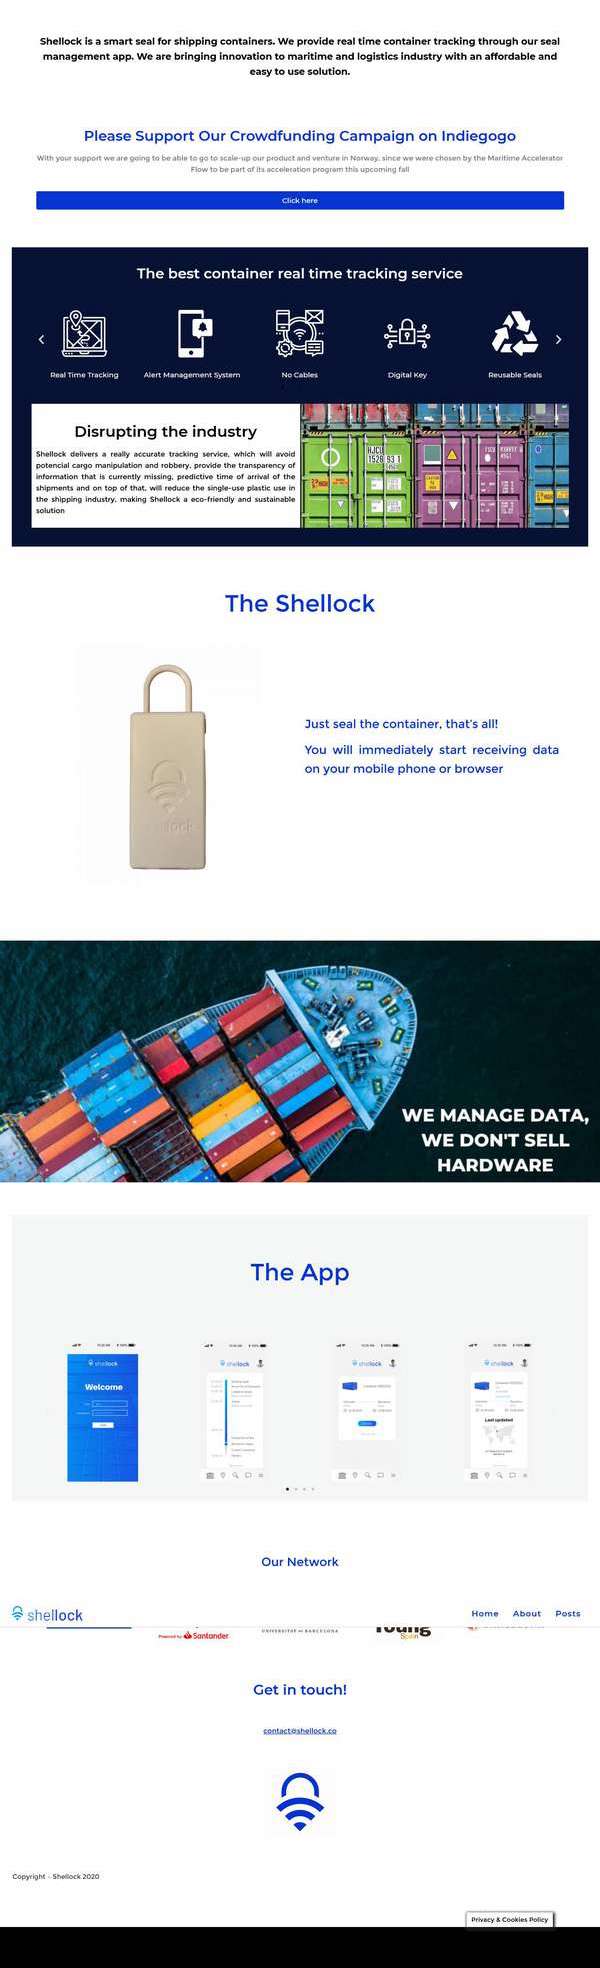 Shellock is a smart seal for shipping containers. We provide real time container tracking through our seal
management app. We are bringing innovation to maritime and logistics industry with an affordable and
easy to use solution.
Please Support Our Crowdfunding Campaign on Indiegogo
With your support we are going to be able to go to scale-up our product and venture in Norway, since we were chosen by the Maritime Accelerator
Flow to be part of its acceleration program this upcoming fall
Click here
The best container real time tracking service
Real Time Tracking
Alert Management System
No Cables
Digital Key
Reusable Seals
Disrupting the industry
Shellock delivers a really accurate tracking service, which will avoid
potencial cargo manipulation and robbery, provide the transparency of
information that is currently missing, predictive time of arrival of the
shipments and on top of that, will reduce the single-use plastic use in
the shipping industry, making Shellock a eco-friendly and sustainable
solution
HJCU
1528 93 1
The Shellock
Just seal the container, that's all!
You will immediately start receiving data
on your mobile phone or browser
WE MANAGE DATA,
WE DON'T SELL
HARDWARE
The App
shellock
Welcome
shellock
shellock
shellock
Last updated
Our Network
shellock
Home
About
Posts
Powered by Santander
UNIVERSITAT DE BARCELONA
Young
Spain
Get in touch!
contact@shellock.co
Copyright - Shellock 2020
Privacy & Cookies Policy